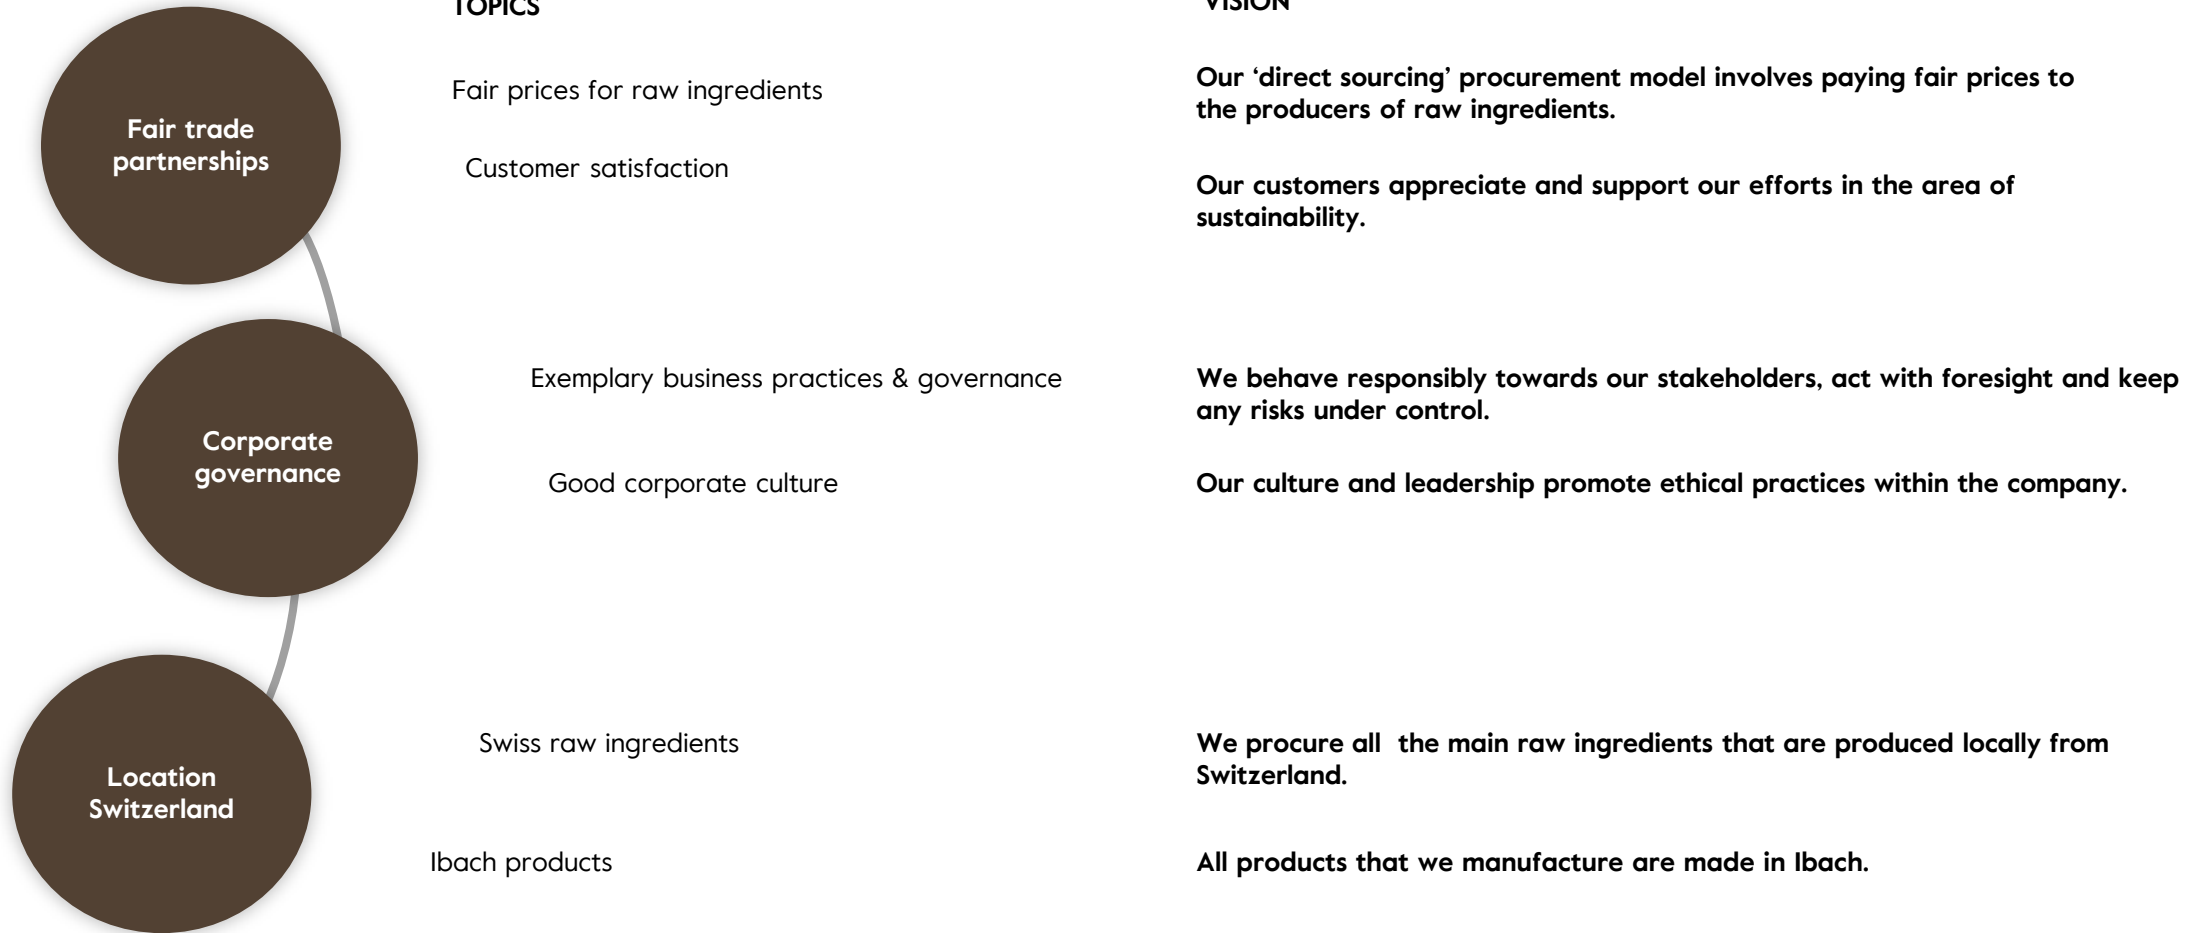 TOPICS
VISION
Fair trade
partnerships
Fair prices for raw ingredients
Our ‘direct sourcing’ procurement model involves paying fair prices to
the producers of raw ingredients.
Customer satisfaction
Our customers appreciate and support our efforts in the area of
sustainability.
Corporate
governance
Exemplary business practices & governance
We behave responsibly towards our stakeholders, act with foresight and keep
any risks under control.
Good corporate culture
Our culture and leadership promote ethical practices within the company.
Location
Switzerland
Swiss raw ingredients
We procure all  the main raw ingredients that are produced locally from
Switzerland.
Ibach products
All products that we manufacture are made in Ibach.